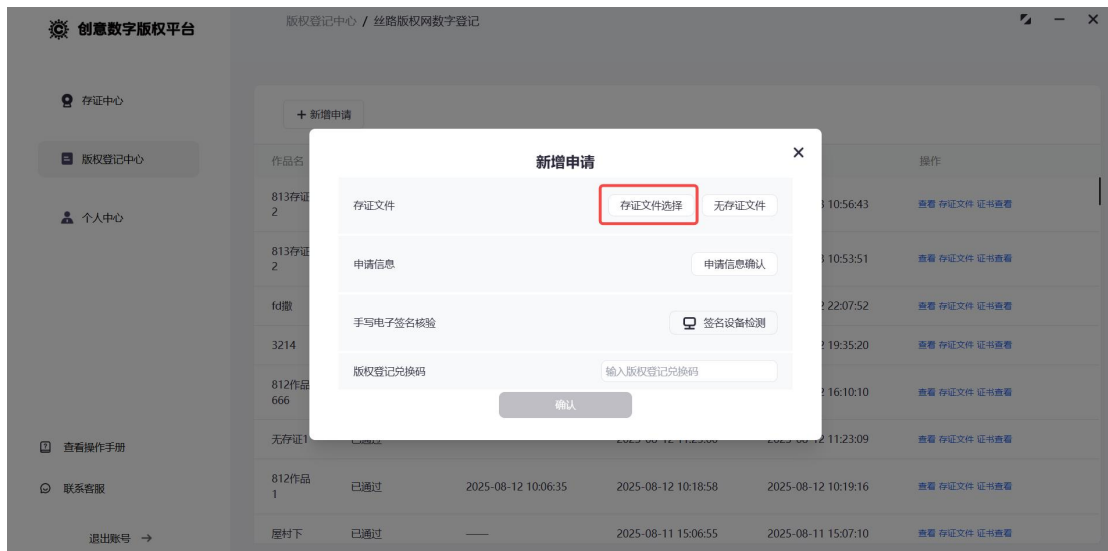 创意数字版权平台
版权登记中心 / 丝路版权网数字登记
存证中心
版权登记中心
个人中心
查看操作手册
联系客服
退出账号 →
+ 新增申请
作品名
操作
813存证
2
10:56:43
查看 存证文件 证书查看
813存证
2
10:53:51
查看 存证文件 证书查看
fd撒
22:07:52
查看 存证文件 证书查看
3214
19:35:20
查看 存证文件 证书查看
812作品
666
16:10:10
查看 存证文件 证书查看
无存证1 已通过 2025-08-12 11:23:00 2025-08-12 11:23:09 查看 存证文件 证书查看
812作品
1
已通过 2025-08-12 10:06:35 2025-08-12 10:18:58 2025-08-12 10:19:16 查看 存证文件 证书查看
屋村下 已通过 —— 2025-08-11 15:06:55 2025-08-11 15:07:10 查看 存证文件 证书查看
新增申请
存证文件 存证文件选择 无存证文件
申请信息 申请信息确认
手写电子签名核验 签名设备检测
版权登记兑换码 输入版权登记兑换码
确认